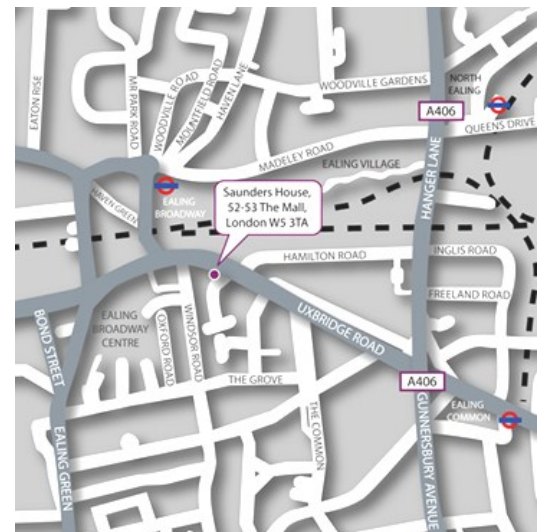 EATON RISE
MR PARK ROAD
WOODVILLE ROAD
MOUNTFIELD ROAD
HAVEN LANE
WOODVILLE GARDENS
NORTH
EALING
A406
QUEENS DRIVE
MADELEY ROAD
EALING VILLAGE
HANGER LANE
HAVEN GREEN
EALING
BROADWAY
Saunders House,
52-53 The Mall,
London W5 3TA
HAMILTON ROAD
INGLIS ROAD
FREELAND ROAD
UXBRIDGE ROAD
EALING
BROADWAY
CENTRE
BOND STREET
OXFORD ROAD
WINDSOR ROAD
THE GROVE
THE COMMON
A406
EALING
COMMON
GUNNERSBURY AVENUE
EALING GREEN